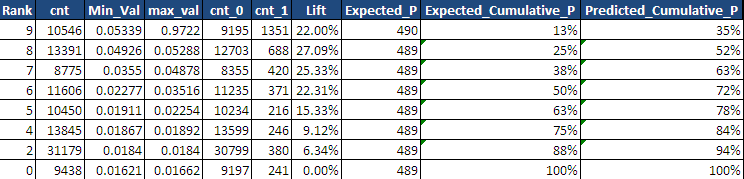 Rank cnt Min_Val max_val cnt_0 cnt_1 Lift Expected_P Expected_Cumulative_P Predicted_Cumulative_P
9 10546 0.05339 0.9722 9195 1351 22.00% 490 13% 35%
8 13391 0.04926 0.05288 12703 688 27.09% 489 25% 52%
7 8775 0.0355 0.04878 8355 420 25.33% 489 38% 63%
6 11606 0.02277 0.03516 11235 371 22.31% 489 50% 72%
5 10450 0.01911 0.02254 10234 216 15.33% 489 63% 78%
4 13845 0.01867 0.01892 13599 246 9.12% 489 75% 84%
2 31179 0.0184 0.0184 30799 380 6.34% 489 88% 94%
0 9438 0.01621 0.01662 9197 241 0.00% 489 100% 100%